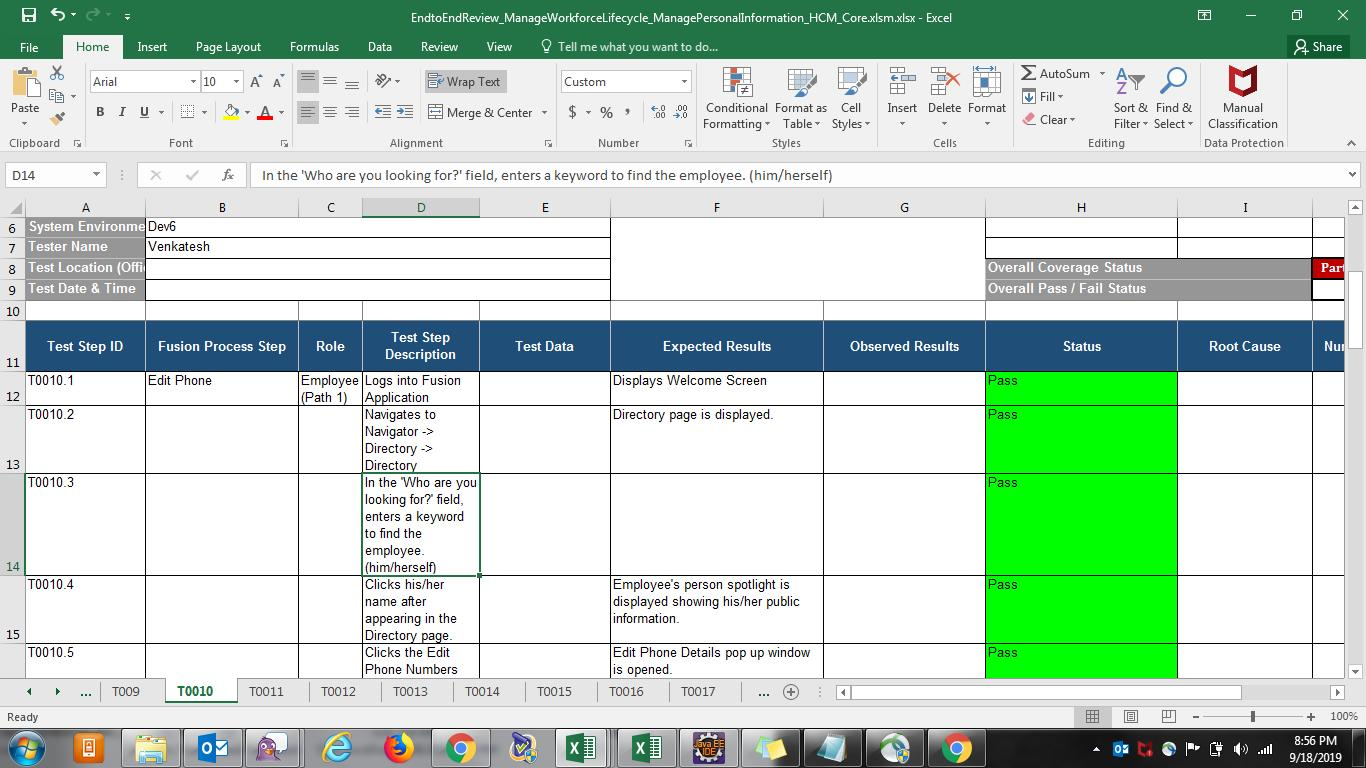 EndtoEndReview_ManageWorkforceLifecycle_ManagePersonalInformation_HCM_Core.xlsm.xlsx - Excel
File Home Insert Page Layout Formulas Data Review View Tell me what you want to do... Share
Paste
Arial 10
B I U
Wrap Text
Merge & Center
Custom
$ % ,
Conditional Formatting
Format as Table
Cell Styles
Insert Delete Format
AutoSum
Fill
Clear
Sort & Filter
Find & Select
Manual Classification
Clipboard Font Alignment Number Styles Cells Editing Data Protection
D14 fx In the 'Who are you looking for?' field, enters a keyword to find the employee. (him/herself)
A B C D E F G H I
6 System Environme Dev6
7 Tester Name Venkatesh
8 Test Location (Offi Overall Coverage Status Part
9 Test Date & Time Overall Pass / Fail Status
10
11 Test Step ID Fusion Process Step Role Test Step Description Test Data Expected Results Observed Results Status Root Cause Nur
12 T0010.1 Edit Phone Employee (Path 1) Logs into Fusion Application Displays Welcome Screen Pass
13 T0010.2 Navigates to Navigator -> Directory -> Directory Directory page is displayed. Pass
14 T0010.3 In the 'Who are you looking for?' field, enters a keyword to find the employee. (him/herself) Pass
15 T0010.4 Clicks his/her name after appearing in the Directory page. Employee's person spotlight is displayed showing his/her public information. Pass
T0010.5 Clicks the Edit Phone Numbers Edit Phone Details pop up window is opened. Pass
... T009 T0010 T0011 T0012 T0013 T0014 T0015 T0016 T0017 ...
Ready 100%
8:56 PM
9/18/2019